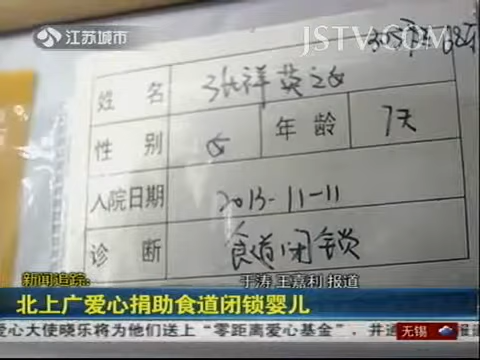 江苏城市
JSTV.COM
姓名 张祥英之女
性别 女 年龄 7天
入院日期 2013-11-11
诊断 食道闭锁
新闻追踪:
于涛 王嘉利 报道
北上广爱心捐助食道闭锁婴儿
爱心大使晓乐将为他们送上“零距离爱心基金”,并 无锡